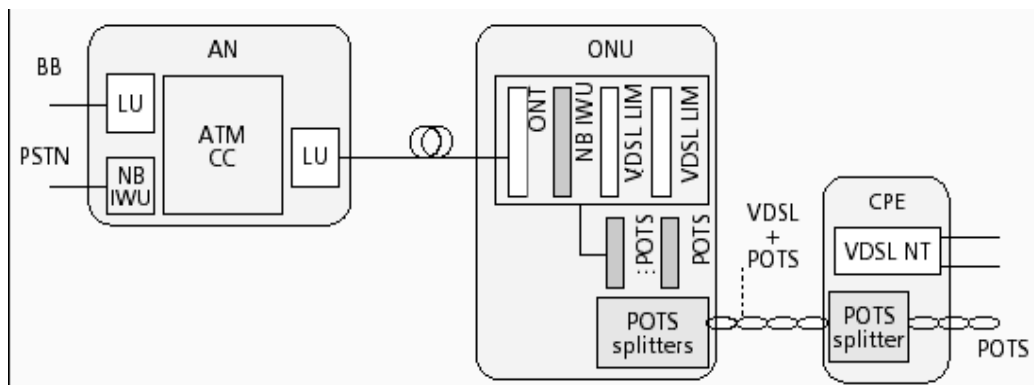 AN
BB
LU
PSTN
NB
IWU
ATM
CC
LU
ONU
ONT
NB IWU
VDSL LIM
VDSL LIM
POTS
...
POTS
POTS
splitters
VDSL
+
POTS
CPE
VDSL NT
POTS
splitter
POTS